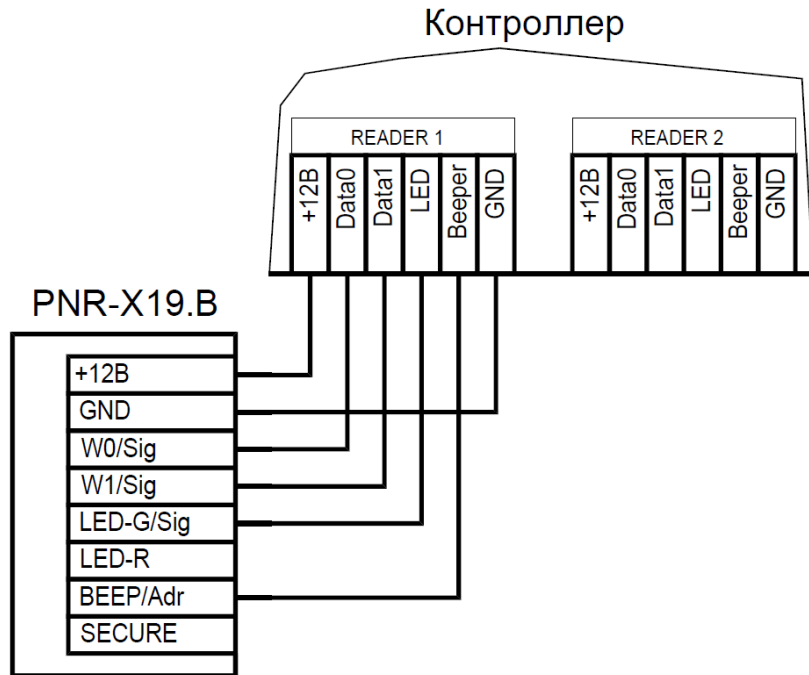 Контроллер
READER 1
READER 2
+12В
Data0
Data1
LED
Beeper
GND
+12В
Data0
Data1
LED
Beeper
GND
PNR-X19.B
+12В
GND
W0/Sig
W1/Sig
LED-G/Sig
LED-R
BEEP/Adr
SECURE